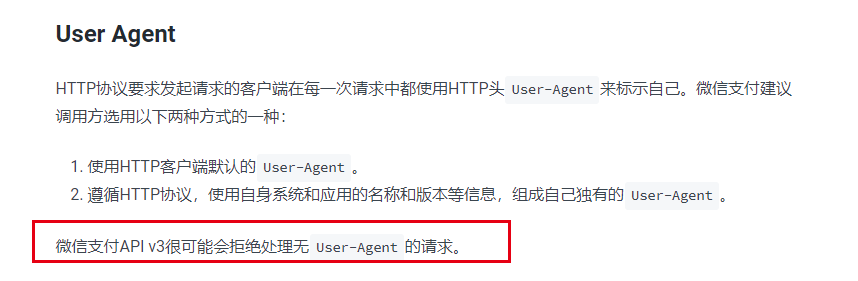 User Agent
HTTP协议要求发起请求的客户端在每一次请求中都使用HTTP头 User-Agent 来标示自己。微信支付建议
调用方选用以下两种方式的一种：
1. 使用HTTP客户端默认的 User-Agent 。
2. 遵循HTTP协议，使用自身系统和应用的名称和版本等信息，组成自己独有的 User-Agent 。
微信支付API v3很可能会拒绝处理无 User-Agent 的请求。